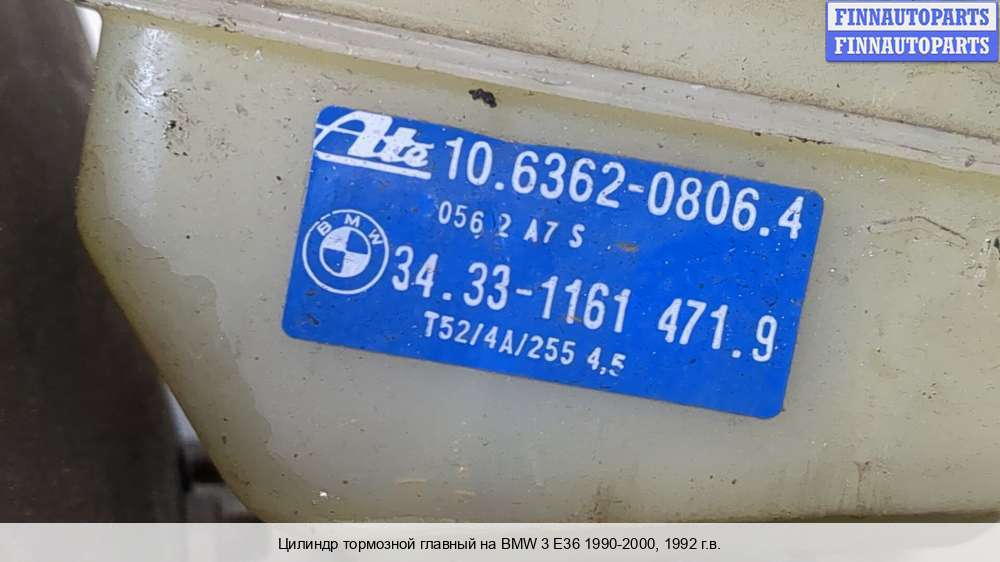 FINNAUTOPARTS
FINNAUTOPARTS
Ate 10.6362-0806.4
056 2 A7 S
BMW 34.33-1161 471.9
T52/4A/255 4,5
Цилиндр тормозной главный на BMW 3 E36 1990-2000, 1992 г.в.